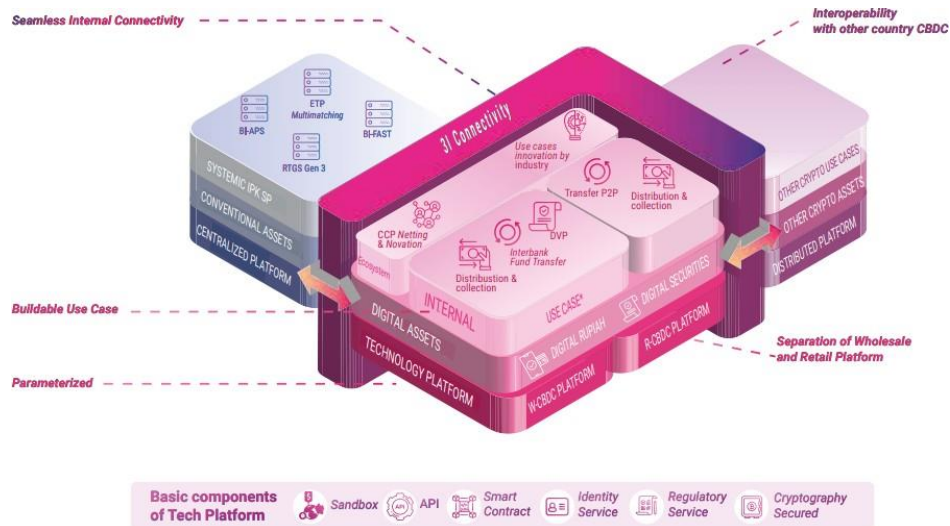 Seamless Internal Connectivity
Interoperability
with other country CBDC
ETP
Multimatching
BI-APS
BI-FAST
RTGS Gen 3
SYSTEMIC IPK SP
CONVENTIONAL ASSETS
CENTRALIZED PLATFORM
3I Connectivity
Use cases
innovation by
industry
Transfer P2P
Distribution &
collection
CCP Netting
& Novation
DVP
Interbank
Fund Transfer
Distribustion &
collection
Ecosystem
INTERNAL
USE CASE*
DIGITAL ASSETS
DIGITAL RUPIAH
DIGITAL SECURITIES
TECHNOLOGY PLATFORM
W-CBDC PLATFORM
R-CBDC PLATFORM
OTHER CRYPTO USE CASES
OTHER CRYPTO ASSETS
DISTRIBUTED PLATFORM
Buildable Use Case
Separation of Wholesale
and Retail Platform
Parameterized
Basic components
of Tech Platform
Sandbox
API
API
Smart
Contract
Identity
Service
Regulatory
Service
Cryptography
Secured